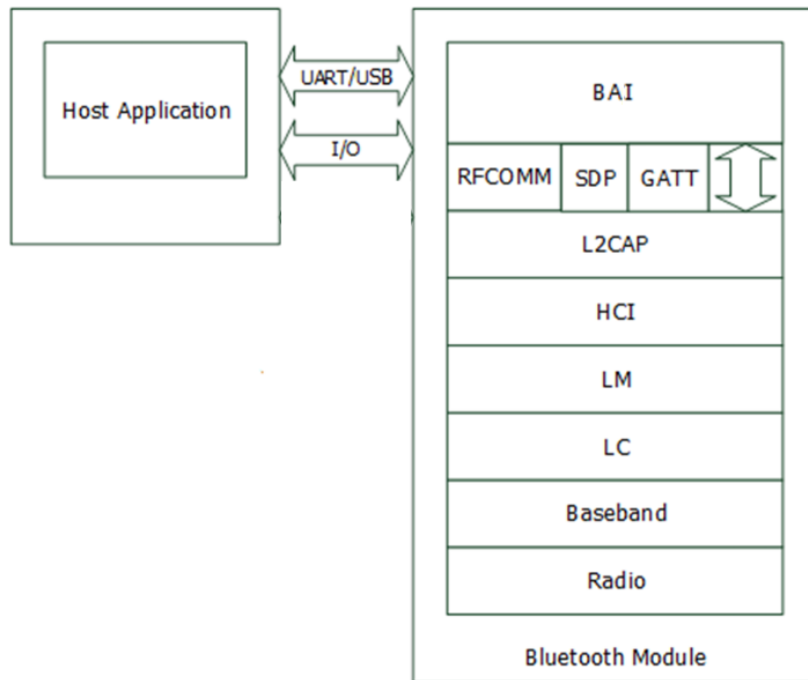 Host Application
UART/USB
I/O
BAI
RFCOMM
SDP
GATT
L2CAP
HCI
LM
LC
Baseband
Radio
Bluetooth Module